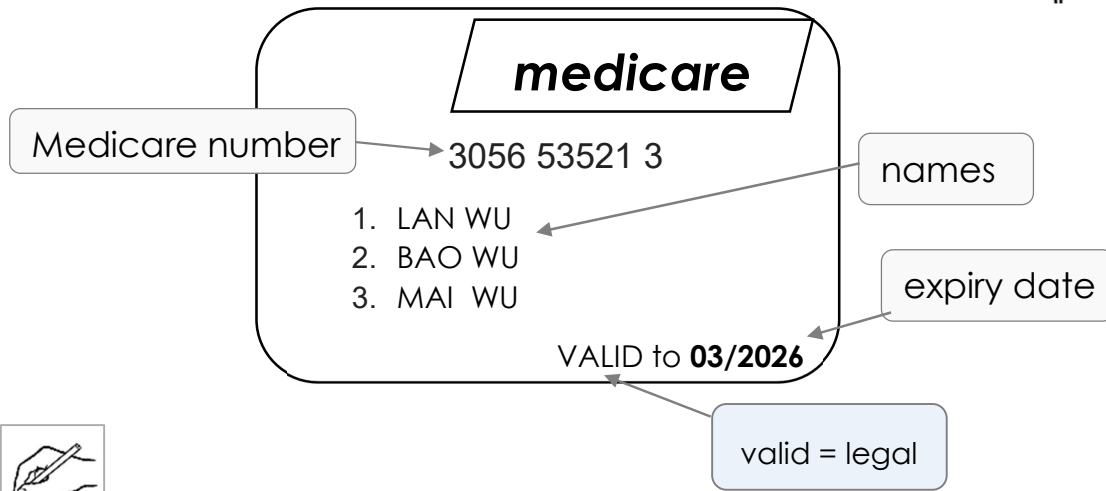 medicare
Medicare number
3056 53521 3
names
1. LAN WU
2. BAO WU
3. MAI WU
expiry date
VALID to 03/2026
valid = legal